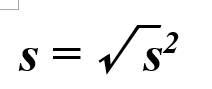 s = √s²